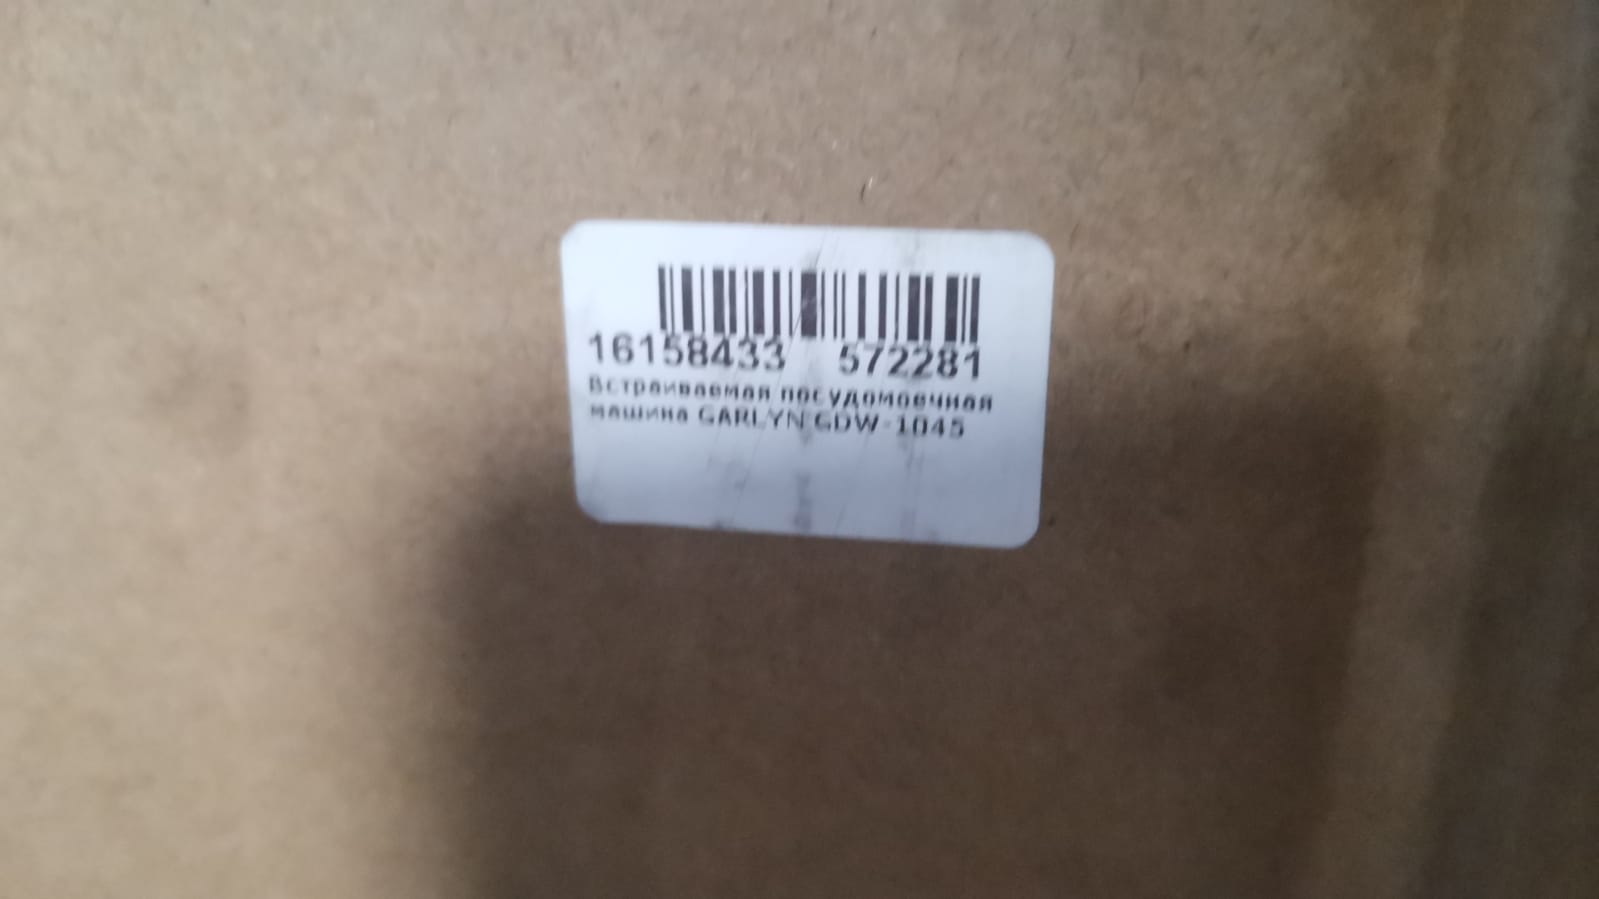 16158433 572281
Встраиваемая посудомоечная
машина GARLYN GDW-1045